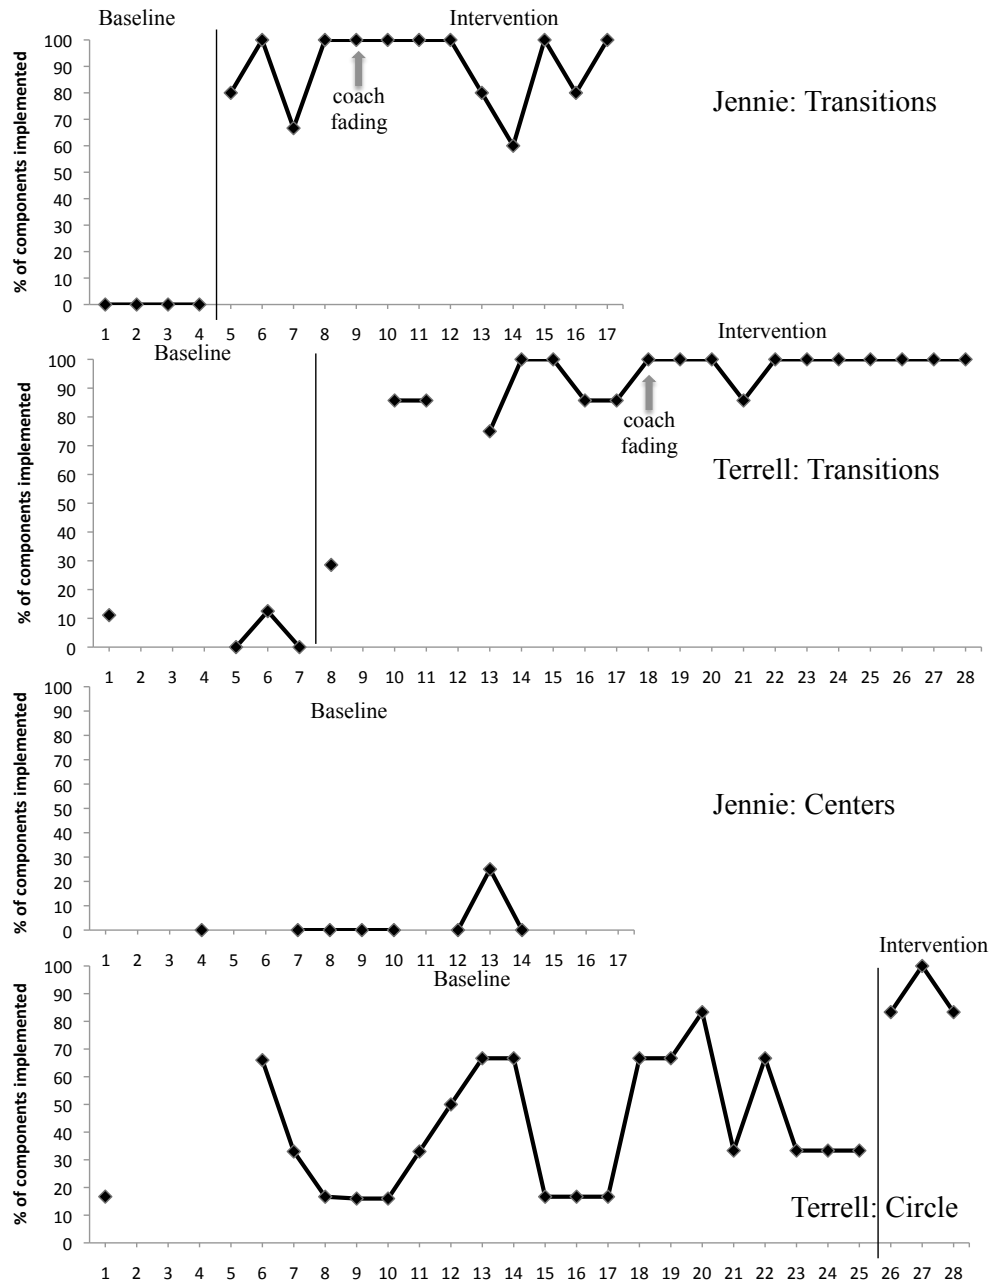 Baseline
Intervention
100
90
80
70
60
50
40
30
20
10
0
% of components implemented
coach
fading
Jennie: Transitions
1 2 3 4 5 6 7 8 9 10 11 12 13 14 15 16 17
Baseline
Intervention
100
90
80
70
60
50
40
30
20
10
0
% of components implemented
coach
fading
Terrell: Transitions
1 2 3 4 5 6 7 8 9 10 11 12 13 14 15 16 17 18 19 20 21 22 23 24 25 26 27 28
100
90
80
70
60
50
40
30
20
10
0
% of components implemented
Baseline
Jennie: Centers
1 2 3 4 5 6 7 8 9 10 11 12 13 14 15 16 17
Intervention
Baseline
100
90
80
70
60
50
40
30
20
10
0
% of components implemented
Terrell: Circle
1 2 3 4 5 6 7 8 9 10 11 12 13 14 15 16 17 18 19 20 21 22 23 24 25 26 27 28